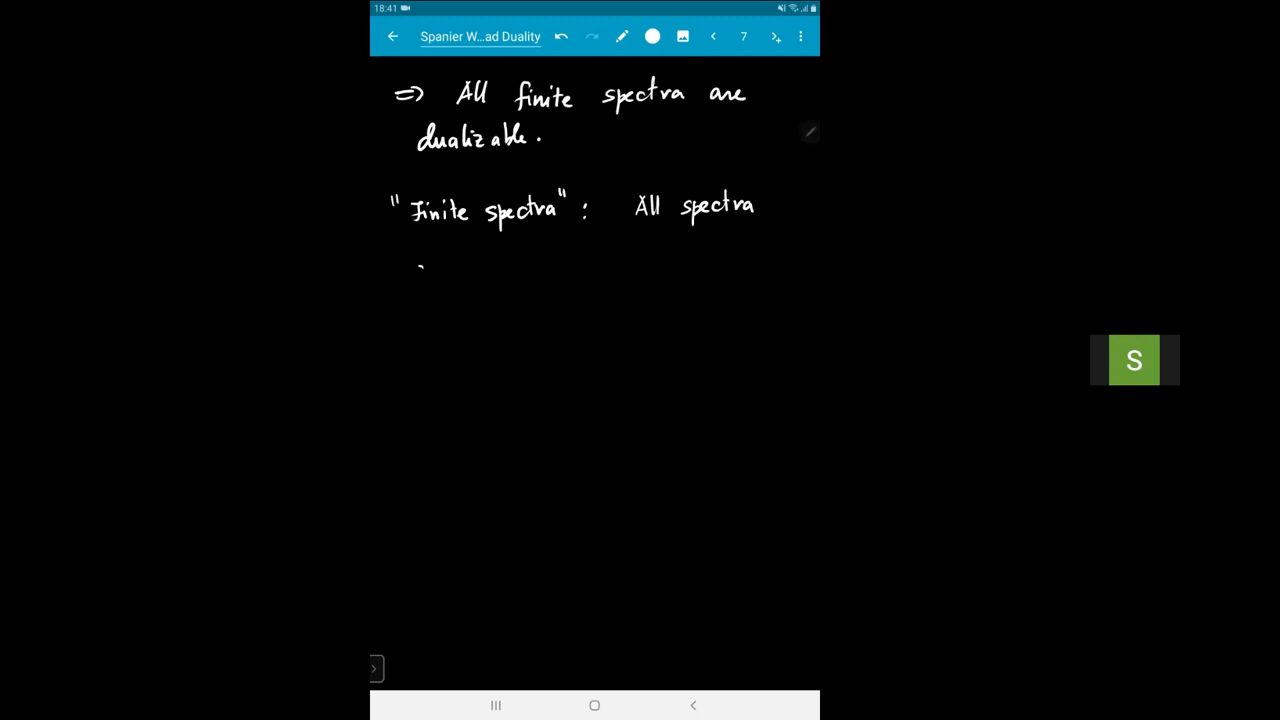 18:41
Spanier W...ad Duality
7
⇒ All finite spectra are
dualizable.
"Finite spectra": All spectra
S